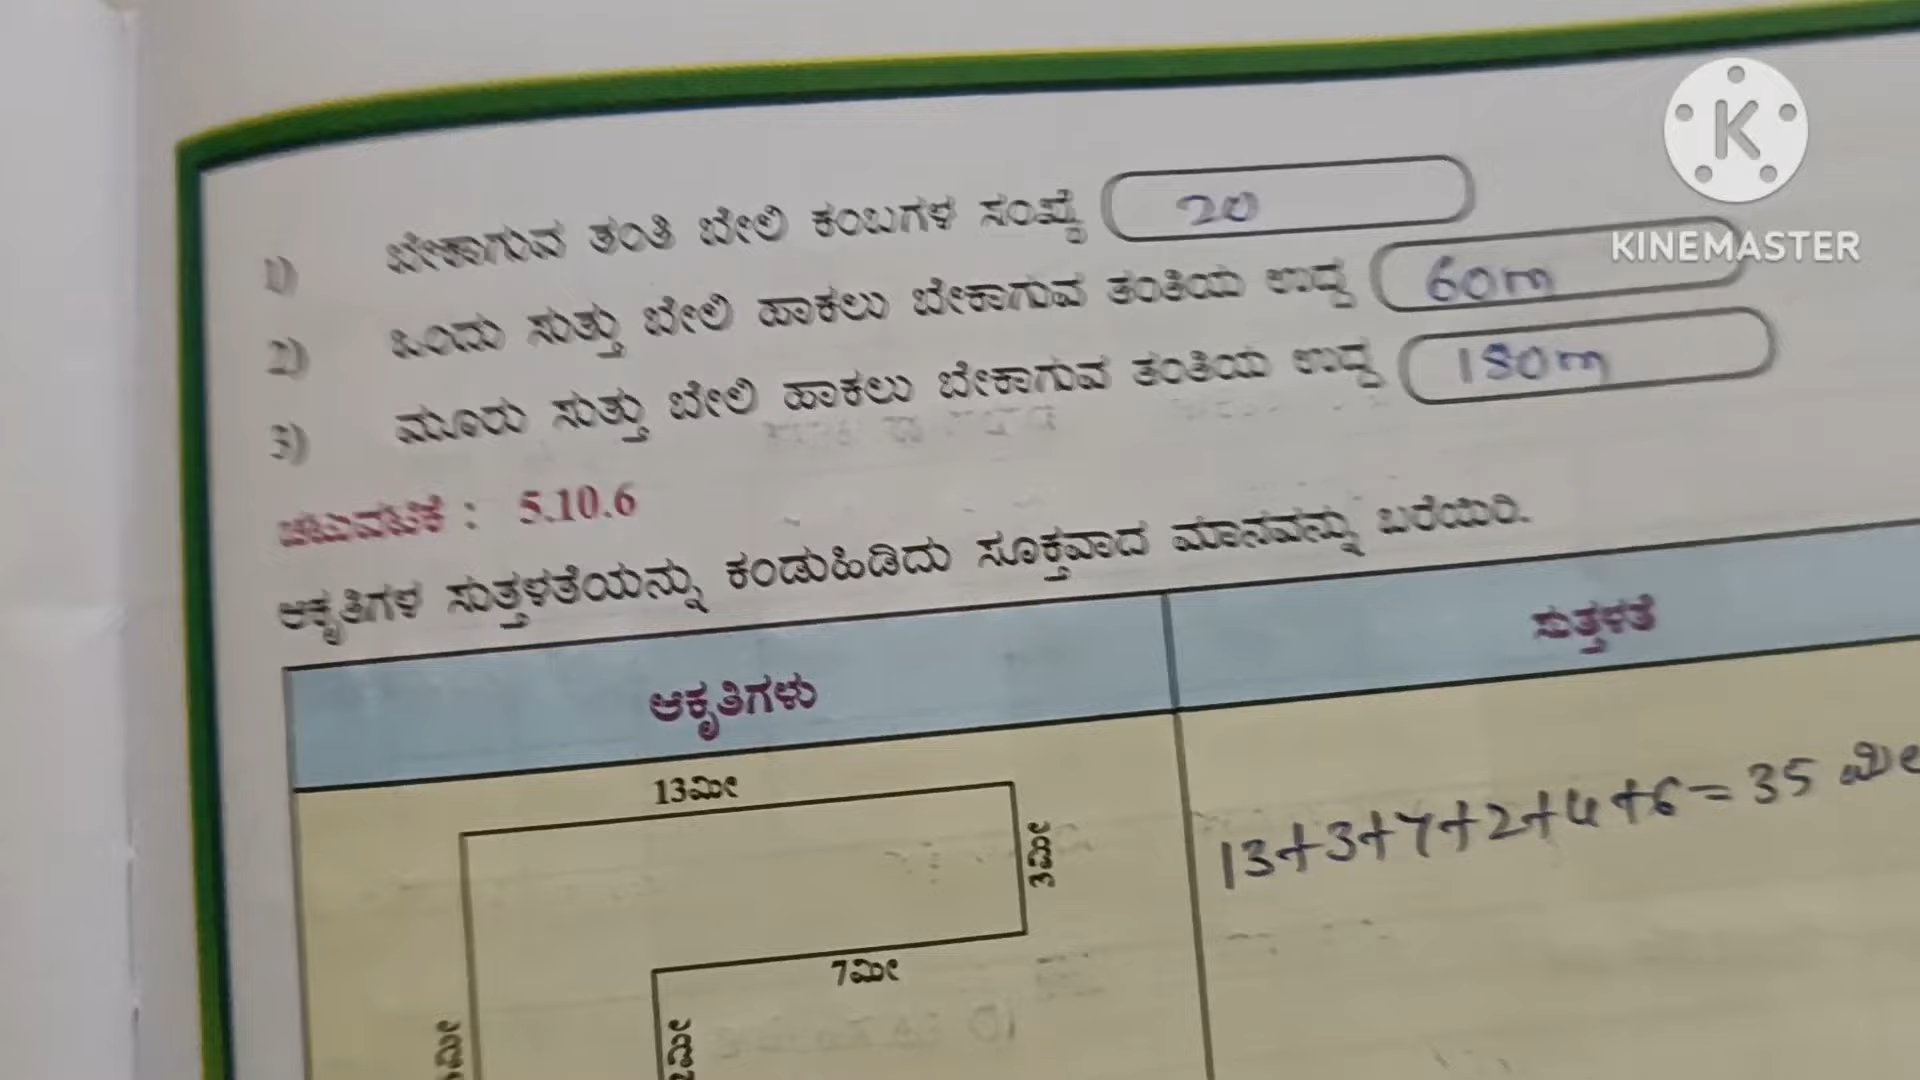 K
KINEMASTER
1) ಬೇಕಾಗುವ ತಂತಿ ಬೇಲಿ ಕಂಬಗಳ ಸಂಖ್ಯೆ 20
2) ಒಂದು ಸುತ್ತು ಬೇಲಿ ಹಾಕಲು ಬೇಕಾಗುವ ತಂತಿಯ ಉದ್ದ 60m
3) ಮೂರು ಸುತ್ತು ಬೇಲಿ ಹಾಕಲು ಬೇಕಾಗುವ ತಂತಿಯ ಉದ್ದ 180m
ಚಟುವಟಿಕೆ : 5.10.6
ಆಕೃತಿಗಳ ಸುತ್ತಳತೆಯನ್ನು ಕಂಡುಹಿಡಿದು ಸೂಕ್ತವಾದ ಮಾನವನ್ನು ಬರೆಯಿರಿ.
ಆಕೃತಿಗಳು ಸುತ್ತಳತೆ
13ಮೀ
3ಮೀ
13+3+7+2+4+6=35 ಮೀ
7ಮೀ
2ಮೀ